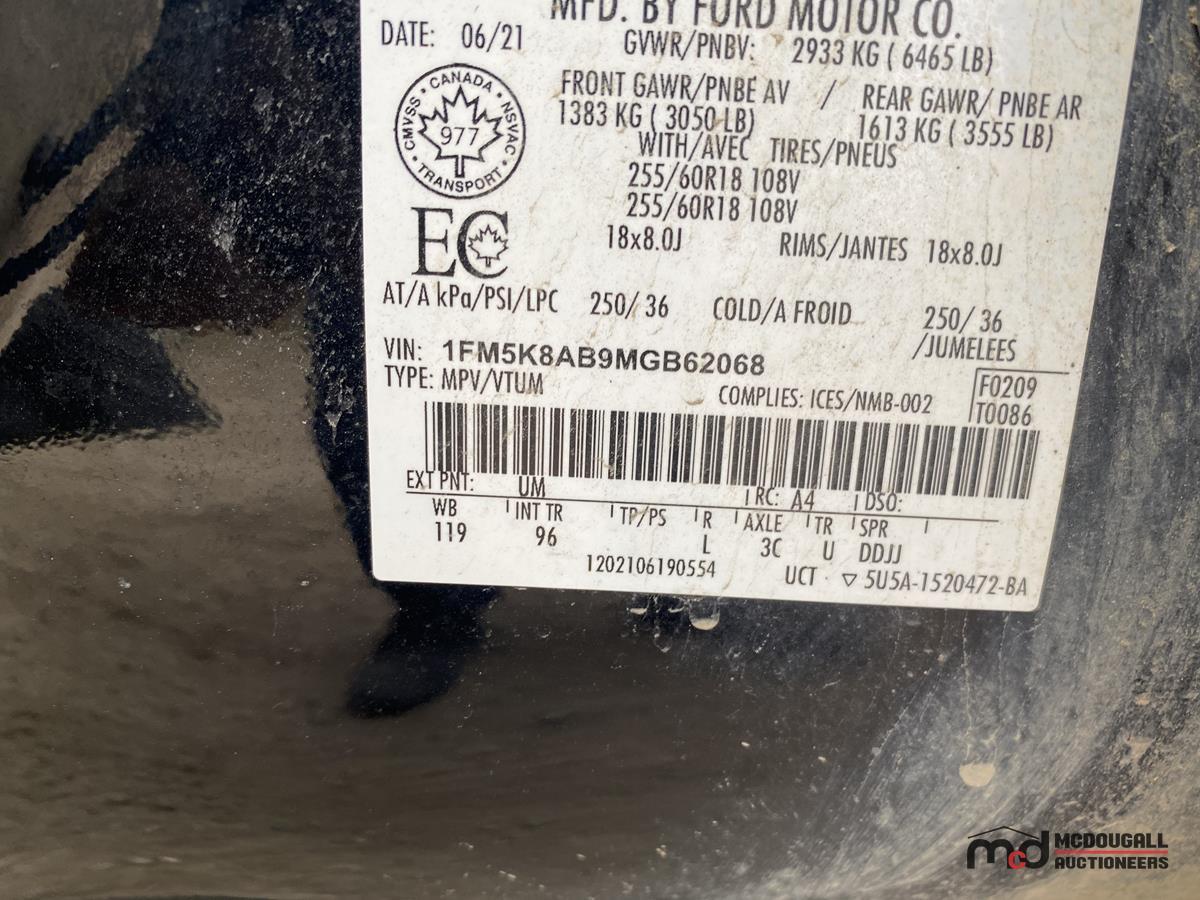 MFD. BY FORD MOTOR CO.
DATE: 06/21
GVWR/PNBV: 2933 KG ( 6465 LB)
FRONT GAWR/PNBE AV / REAR GAWR/ PNBE AR
1383 KG ( 3050 LB) 1613 KG ( 3555 LB)
WITH/AVEC TIRES/PNEUS
255/60R18 108V
255/60R18 108V
18x8.0J RIMS/JANTES 18x8.0J
CANADA
CMVSS NSVAC
977
TRANSPORT
EC
AT/A kPa/PSI/LPC 250/ 36 COLD/A FROID 250/ 36
/JUMELEES
VIN: 1FM5K8AB9MGB62068
TYPE: MPV/VTUM
COMPLIES: ICES/NMB-002
F0209
T0086
EXT PNT: UM RC: A4 DSO:
WB INT TR TP/PS R AXLE TR SPR
119 96 L 3C U DDJJ
1202106190554
UCT 5U5A-1520472-BA
mcd MCDOUGALL
AUCTIONEERS